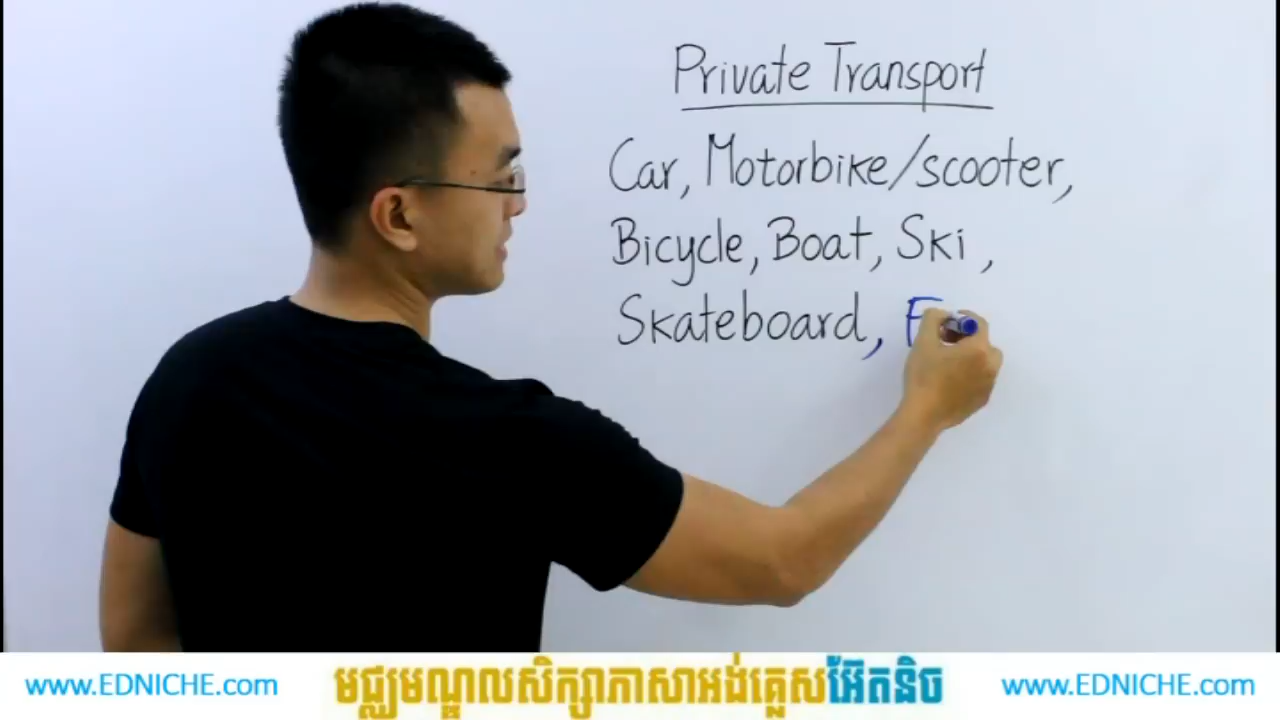 Private Transport
Car, Motorbike/scooter,
Bicycle, Boat, Ski,
Skateboard, F
www.EDNICHE.com
មជ្ឈមណ្ឌលសិក្សាភាសាអង់គ្លេសអ៊ែតនិច
www.EDNICHE.com